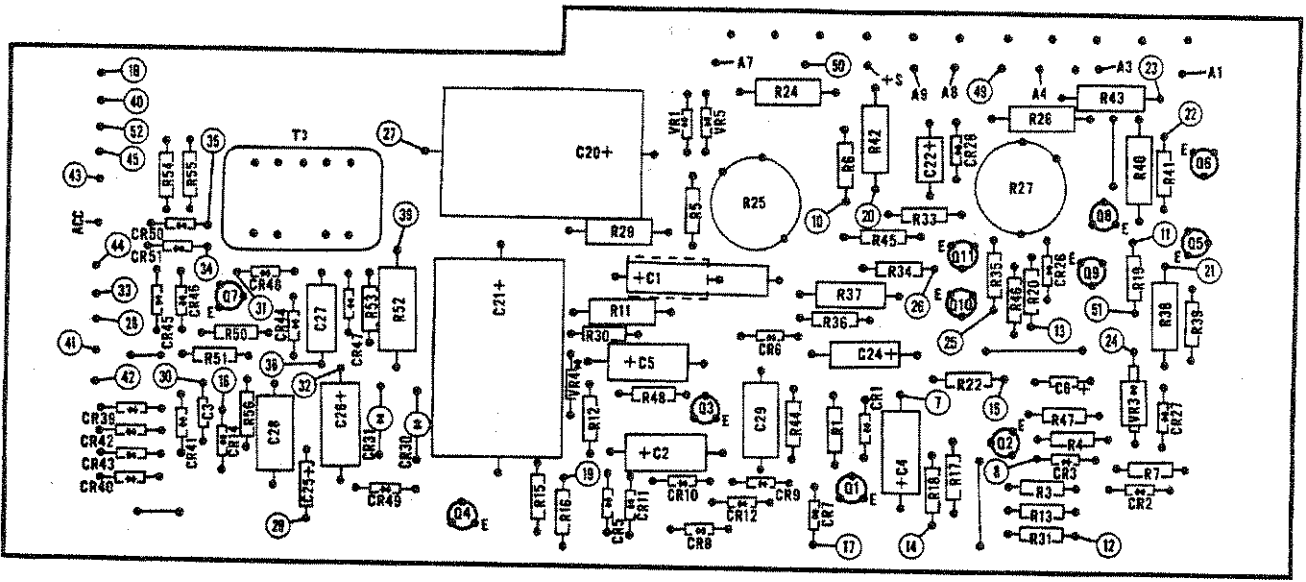 A7
50
+S
A9
A8
49
A4
A3
23
A1
18
40
52
45
43
ACC
44
33
28
41
42
30
35
T3
27
R54
R55
CR50
CR51
34
C20+
VR1
VR5
R24
R42
R6
C22+
CR28
R26
R43
R40
22
R41
E
Q6
R5
R25
10
20
R33
R27
Q8
E
R29
R45
11
Q5
E
39
CR48
31
Q7
E
CR45
CR46
CR44
C27
CR47
R53
R52
C21+
+C1
R34
26
Q11
E
R35
R46
R20
CR26
E
Q9
R19
21
R11
R37
E
Q10
25
13
51
R38
R39
R50
R51
36
32
R30
+C5
R36
CR6
C24+
24
16
C3
R56
CR41
CR14
C28
C26+
CR31
CR30
VR4
R12
R48
Q3
E
C29
R44
R1
CR1
7
R22
15
C6+
VR3
CR27
CR39
CR42
CR43
CR40
R47
R4
Q2
E
8
CR3
R7
+C2
C25+
29
CR49
Q4
E
R15
R16
19
CR5
CR11
CR10
CR9
CR12
CR8
CR7
17
Q1
E
+C4
R18
R17
14
R3
R13
R31
12
CR2